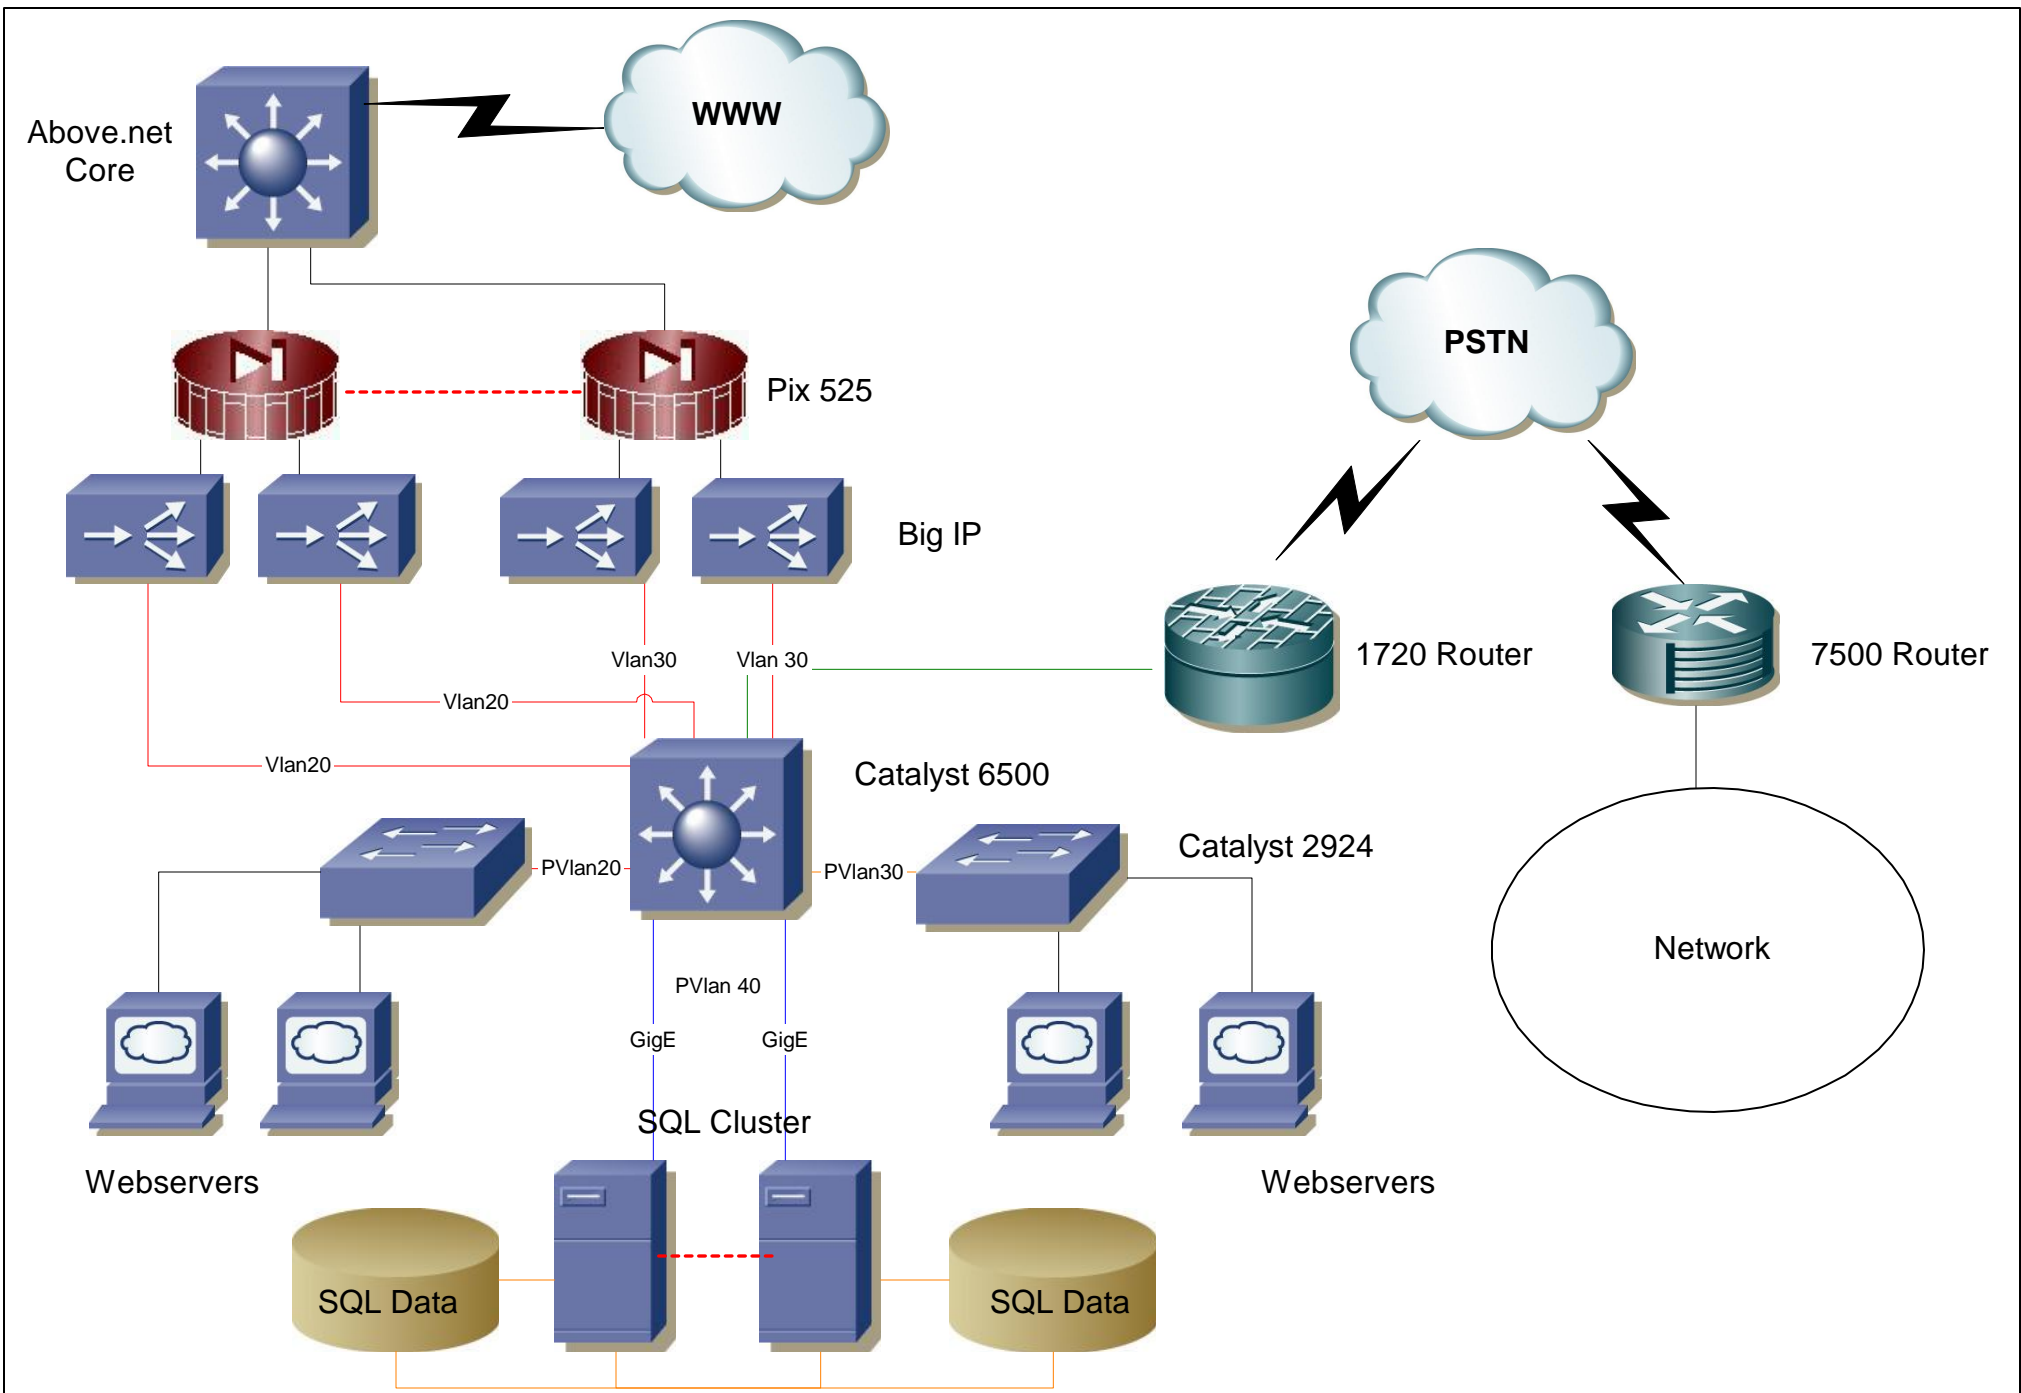 WWW
Above.net
Core
PSTN
Pix 525
Big IP
Vlan30
Vlan 30
1720 Router
7500 Router
Vlan20
Vlan20
Catalyst 6500
Catalyst 2924
PVlan20
PVlan30
Network
PVlan 40
GigE
GigE
SQL Cluster
Webservers
Webservers
SQL Data
SQL Data